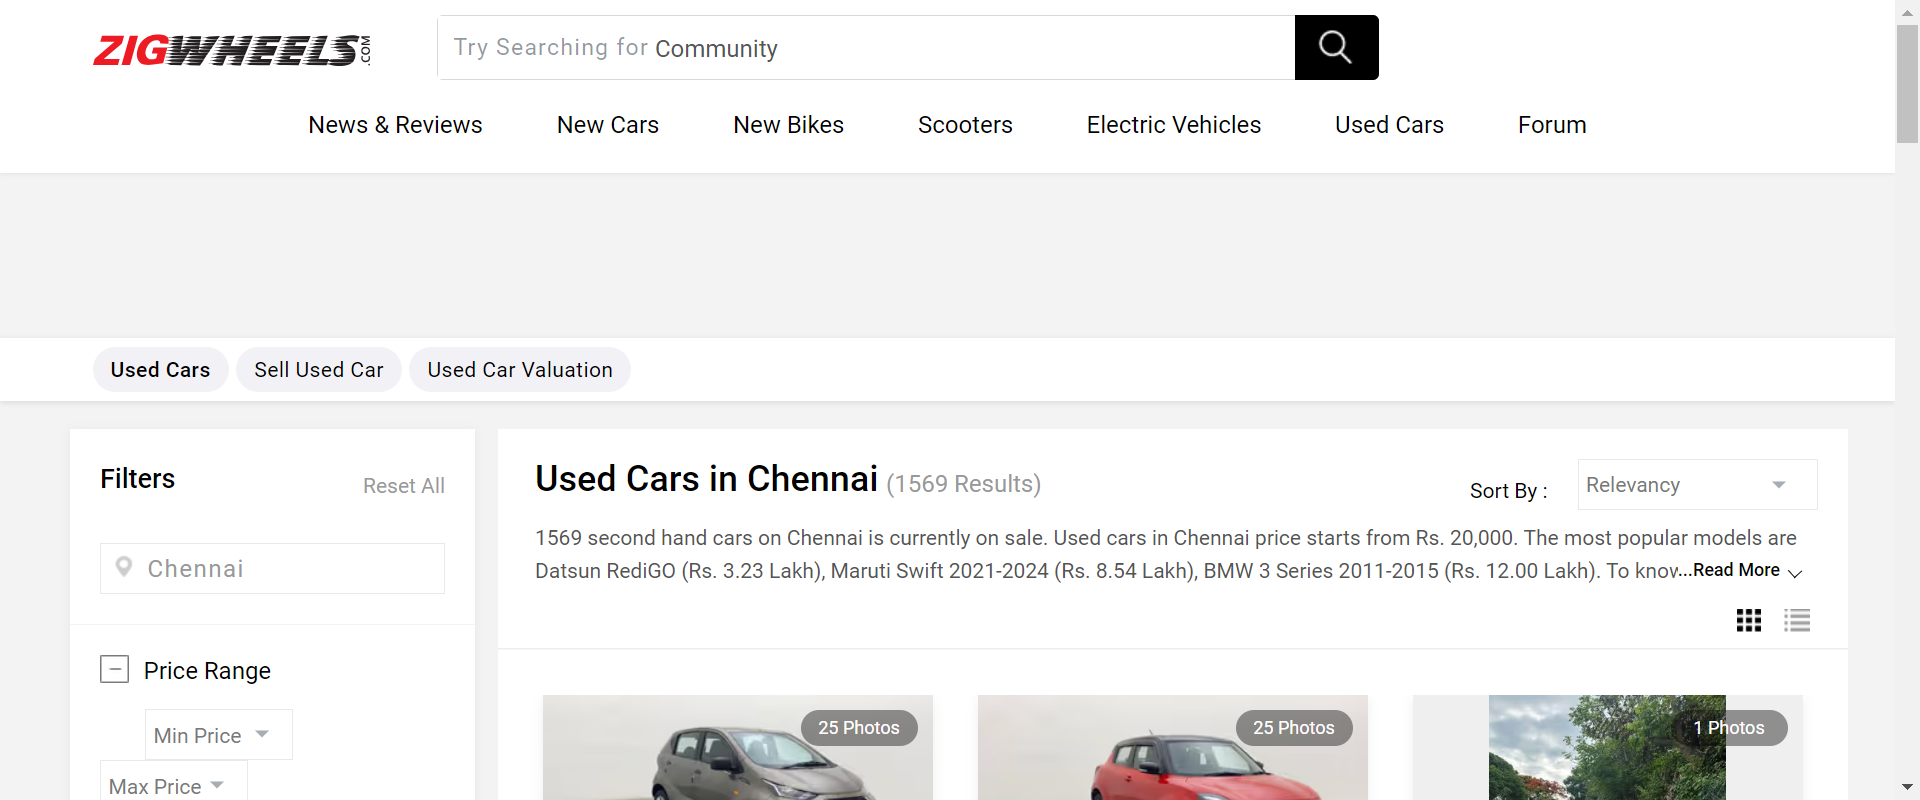 ZIGWHEELS.COM
Try Searching for Community
News & Reviews New Cars New Bikes Scooters Electric Vehicles Used Cars Forum
Used Cars Sell Used Car Used Car Valuation
Filters
Reset All
Chennai
Price Range
Min Price
Max Price
Used Cars in Chennai (1569 Results)
Sort By : Relevancy
1569 second hand cars on Chennai is currently on sale. Used cars in Chennai price starts from Rs. 20,000. The most popular models are
Datsun RediGO (Rs. 3.23 Lakh), Maruti Swift 2021-2024 (Rs. 8.54 Lakh), BMW 3 Series 2011-2015 (Rs. 12.00 Lakh). To know...Read More
25 Photos
25 Photos
1 Photos